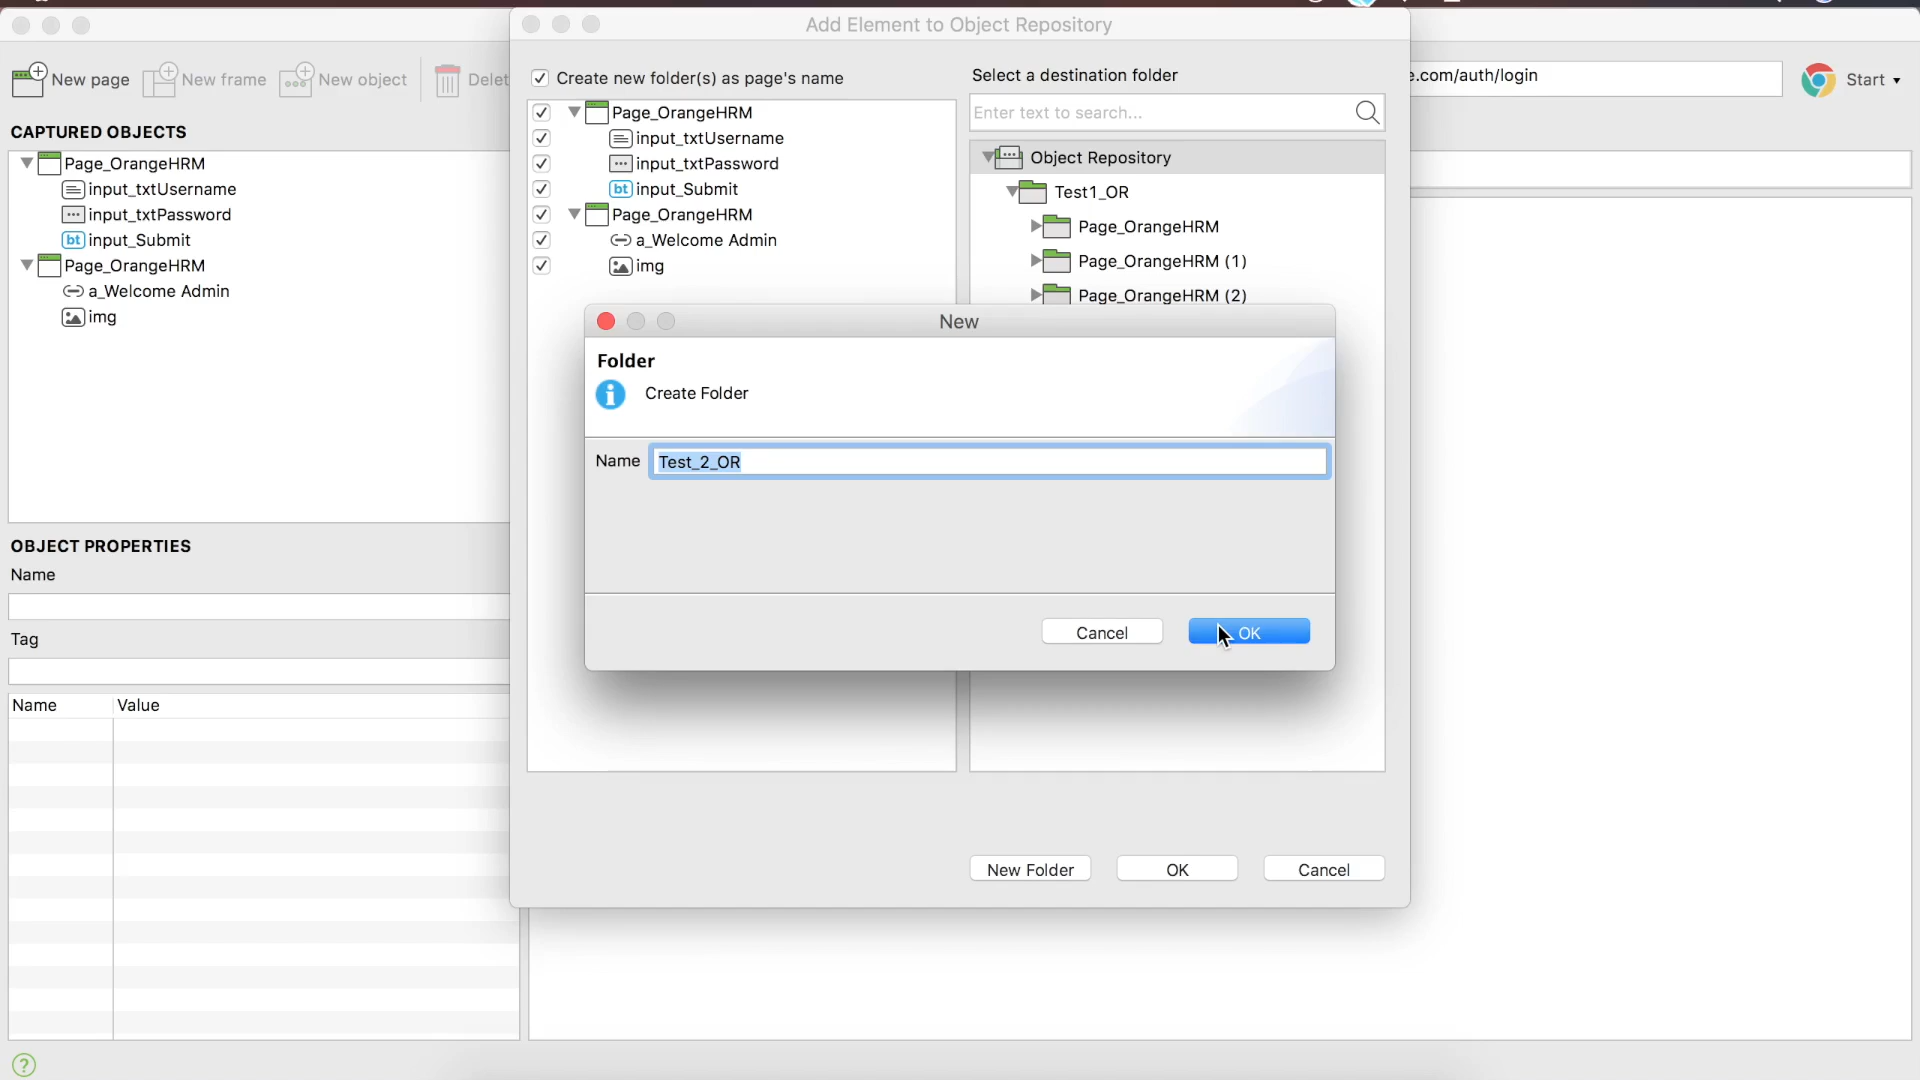 Add Element to Object Repository
New page
New frame
New object
Delet
Create new folder(s) as page's name
Select a destination folder
e.com/auth/login
Start
Enter text to search...
CAPTURED OBJECTS
Page_OrangeHRM
input_txtUsername
input_txtPassword
input_Submit
Page_OrangeHRM
a_Welcome Admin
img
Page_OrangeHRM
input_txtUsername
input_txtPassword
bt input_Submit
Page_OrangeHRM
a_Welcome Admin
img
Object Repository
Test1_OR
Page_OrangeHRM
Page_OrangeHRM (1)
Page_OrangeHRM (2)
New
Folder
Create Folder
Name
Test_2_OR
Cancel
OK
OBJECT PROPERTIES
Name
Tag
Name
Value
New Folder
OK
Cancel